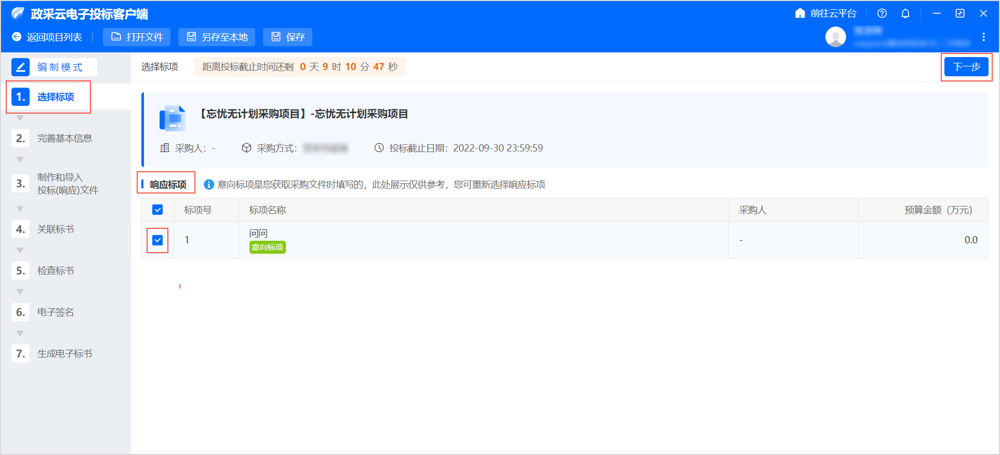 政采云电子投标客户端
前往云平台
返回项目列表
打开文件
另存至本地
保存
编制模式
选择标项
距离投标截止时间还剩 0 天 9 时 10 分 47 秒
下一步
1. 选择标项
2. 完善基本信息
3. 制作和导入
投标(响应)文件
4. 关联标书
5. 检查标书
6. 电子签名
7. 生成电子标书
【忘忧无计划采购项目】-忘忧无计划采购项目
采购人： -
采购方式：
投标截止日期：2022-09-30 23:59:59
响应标项
意向标项是您获取采购文件时填写的，此处展示仅供参考，您可重新选择响应标项
标项号 标项名称 采购人 预算金额（万元）
1 问问 - 0.0
意向标项